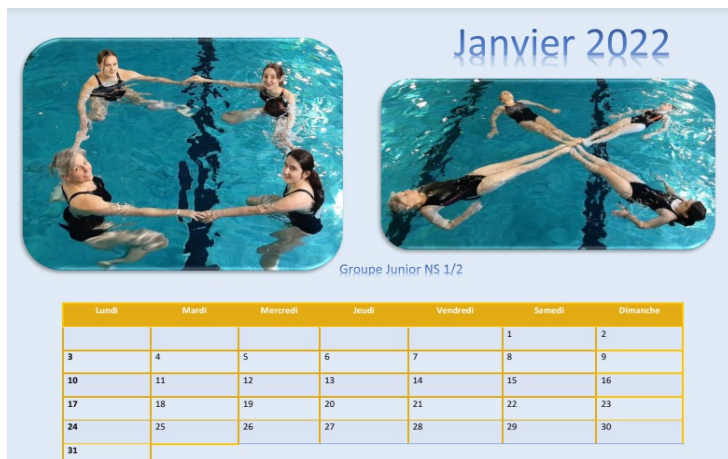 Janvier 2022
Groupe Junior NS 1/2
Lundi Mardi Mercredi Jeudi Vendredi Samedi Dimanche
1 2
3 4 5 6 7 8 9
10 11 12 13 14 15 16
17 18 19 20 21 22 23
24 25 26 27 28 29 30
31